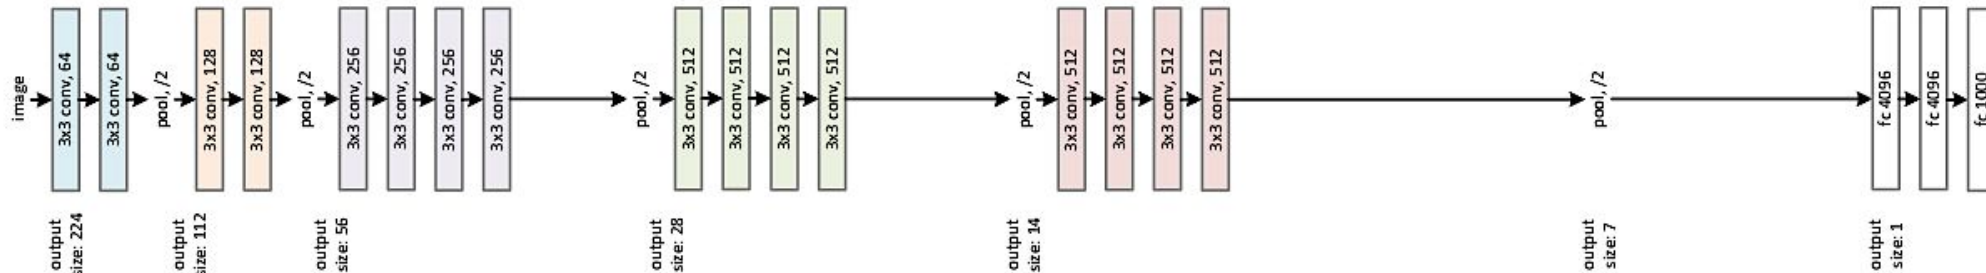 image
3x3 conv, 64
3x3 conv, 64
pool, /2
3x3 conv, 128
3x3 conv, 128
pool, /2
3x3 conv, 256
3x3 conv, 256
3x3 conv, 256
3x3 conv, 256
pool, /2
3x3 conv, 512
3x3 conv, 512
3x3 conv, 512
3x3 conv, 512
pool, /2
3x3 conv, 512
3x3 conv, 512
3x3 conv, 512
3x3 conv, 512
pool, /2
fc 4096
fc 4096
fc 1000
output
size: 224
output
size: 112
output
size: 56
output
size: 28
output
size: 14
output
size: 7
output
size: 1